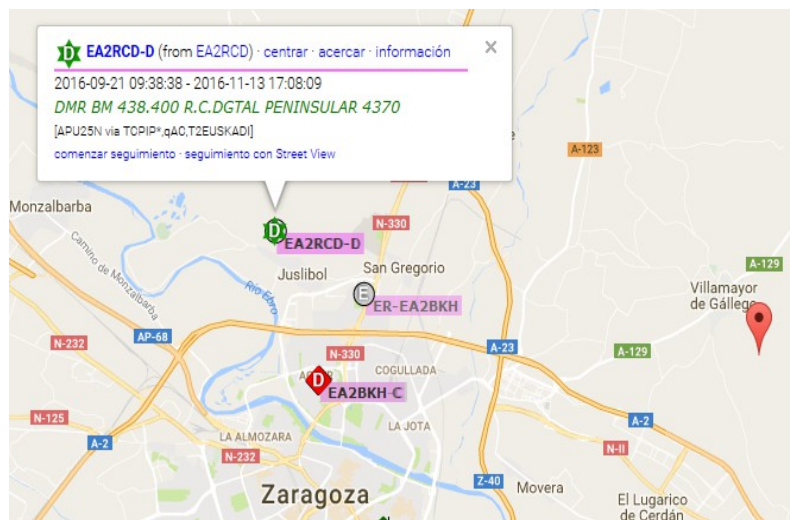 D EA2RCD-D (from EA2RCD) · centrar · acercar · información ×
2016-09-21 09:38:38 - 2016-11-13 17:08:09
DMR BM 438.400 R.C.DGTAL PENINSULAR 4370
[APU25N via TCPIP*,qAC,T2EUSKADI]
comenzar seguimiento · seguimiento con Street View
A-123
A-23
Monzalbarba
N-330
D
EA2RCD-D
Camino de Monzalbarba
Juslibol
San Gregorio
A-129
Río Ebro
E
ER-EA2BKH
Villamayor
de Gállego
AP-68
N-232
N-330
A-23
A-129
COGULLADA
D
EA2BKH-C
N-125
A-2
LA ALMOZARA
LA JOTA
A-2
N-232
N-II
Zaragoza
Z-40
Movera
El Lugarico
de Cerdán